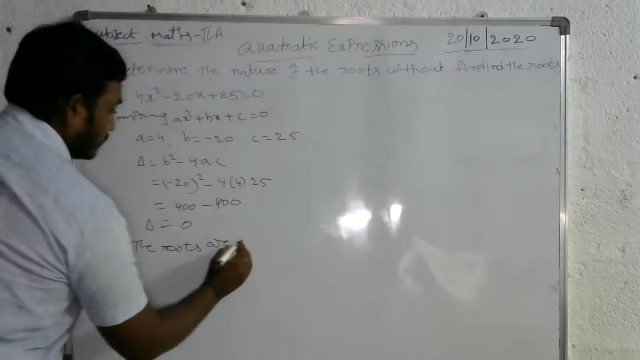 Subject Maths-IIA
Quadratic Expressions
20/10/2020
Determine the nature of the roots without findind the roots
4x² - 20x + 25 = 0
ax² + bx + c = 0
a = 4, b = -20 c = 25
Δ = b² - 4ac
= (-20)² - 4(4) 25
= 400 - 400
Δ = 0
The roots are